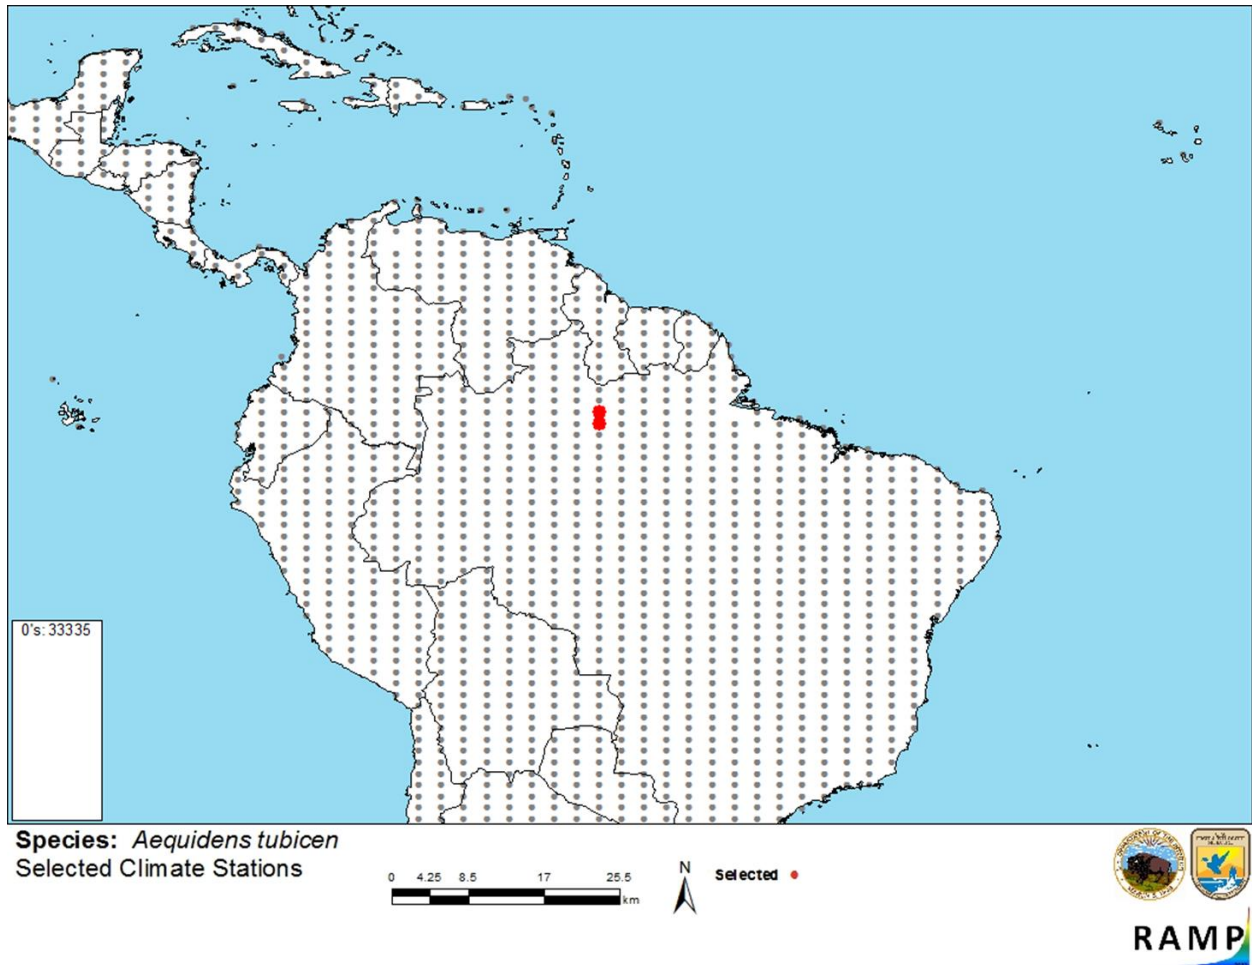 0's: 33335
Species: Aequidens tubicen
Selected Climate Stations
0 4.25 8.5 17 25.5
km
N
Selected
RAMP